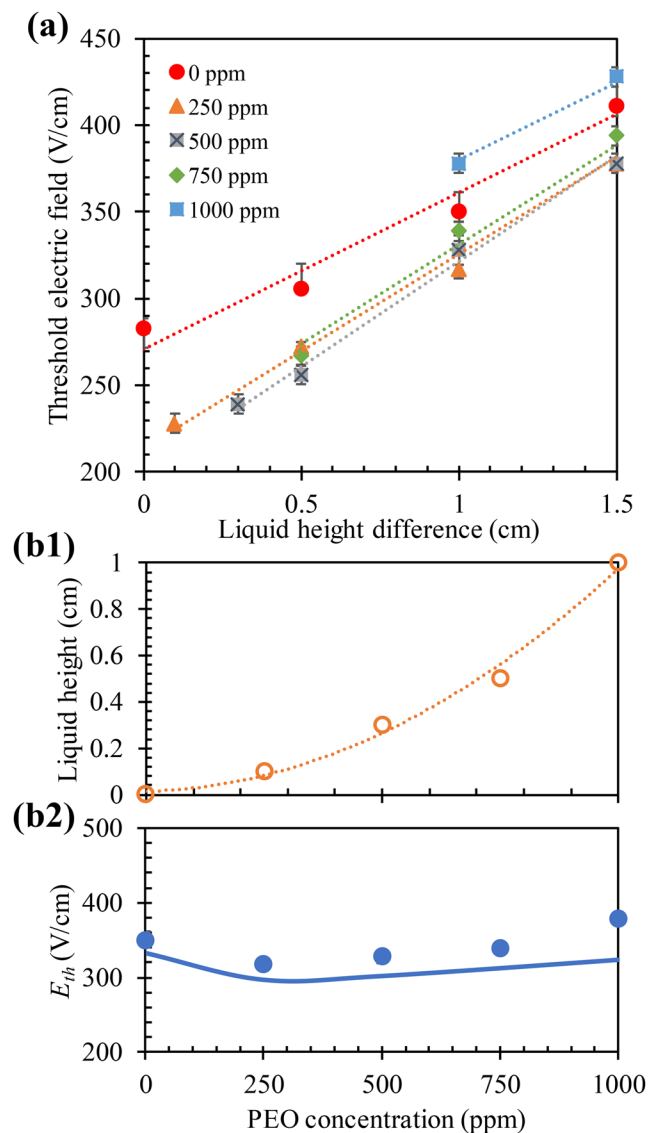 (a)
450
400
350
300
250
200
Threshold electric field (V/cm)
0 ppm
250 ppm
500 ppm
750 ppm
1000 ppm
0 0.5 1 1.5
Liquid height difference (cm)
(b1)
1
0.8
0.6
0.4
0.2
0
Liquid height (cm)
(b2)
500
400
300
200
E_th (V/cm)
0 250 500 750 1000
PEO concentration (ppm)